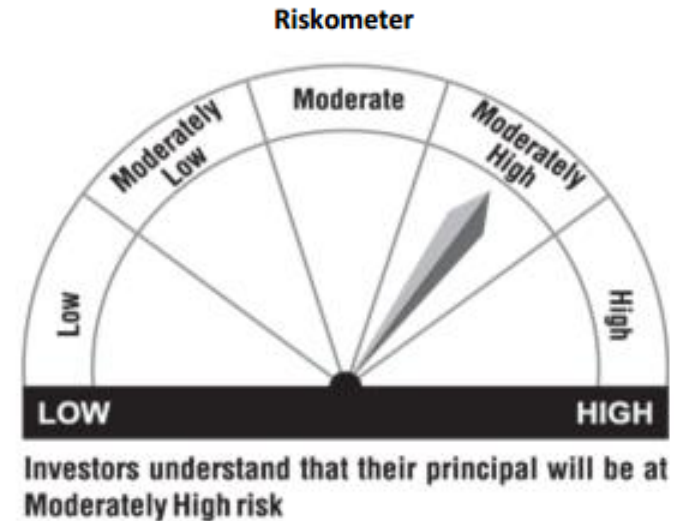 Riskometer
Moderate
Moderately
Low
Moderately
High
Low
High
LOW
HIGH
Investors understand that their principal will be at
Moderately High risk